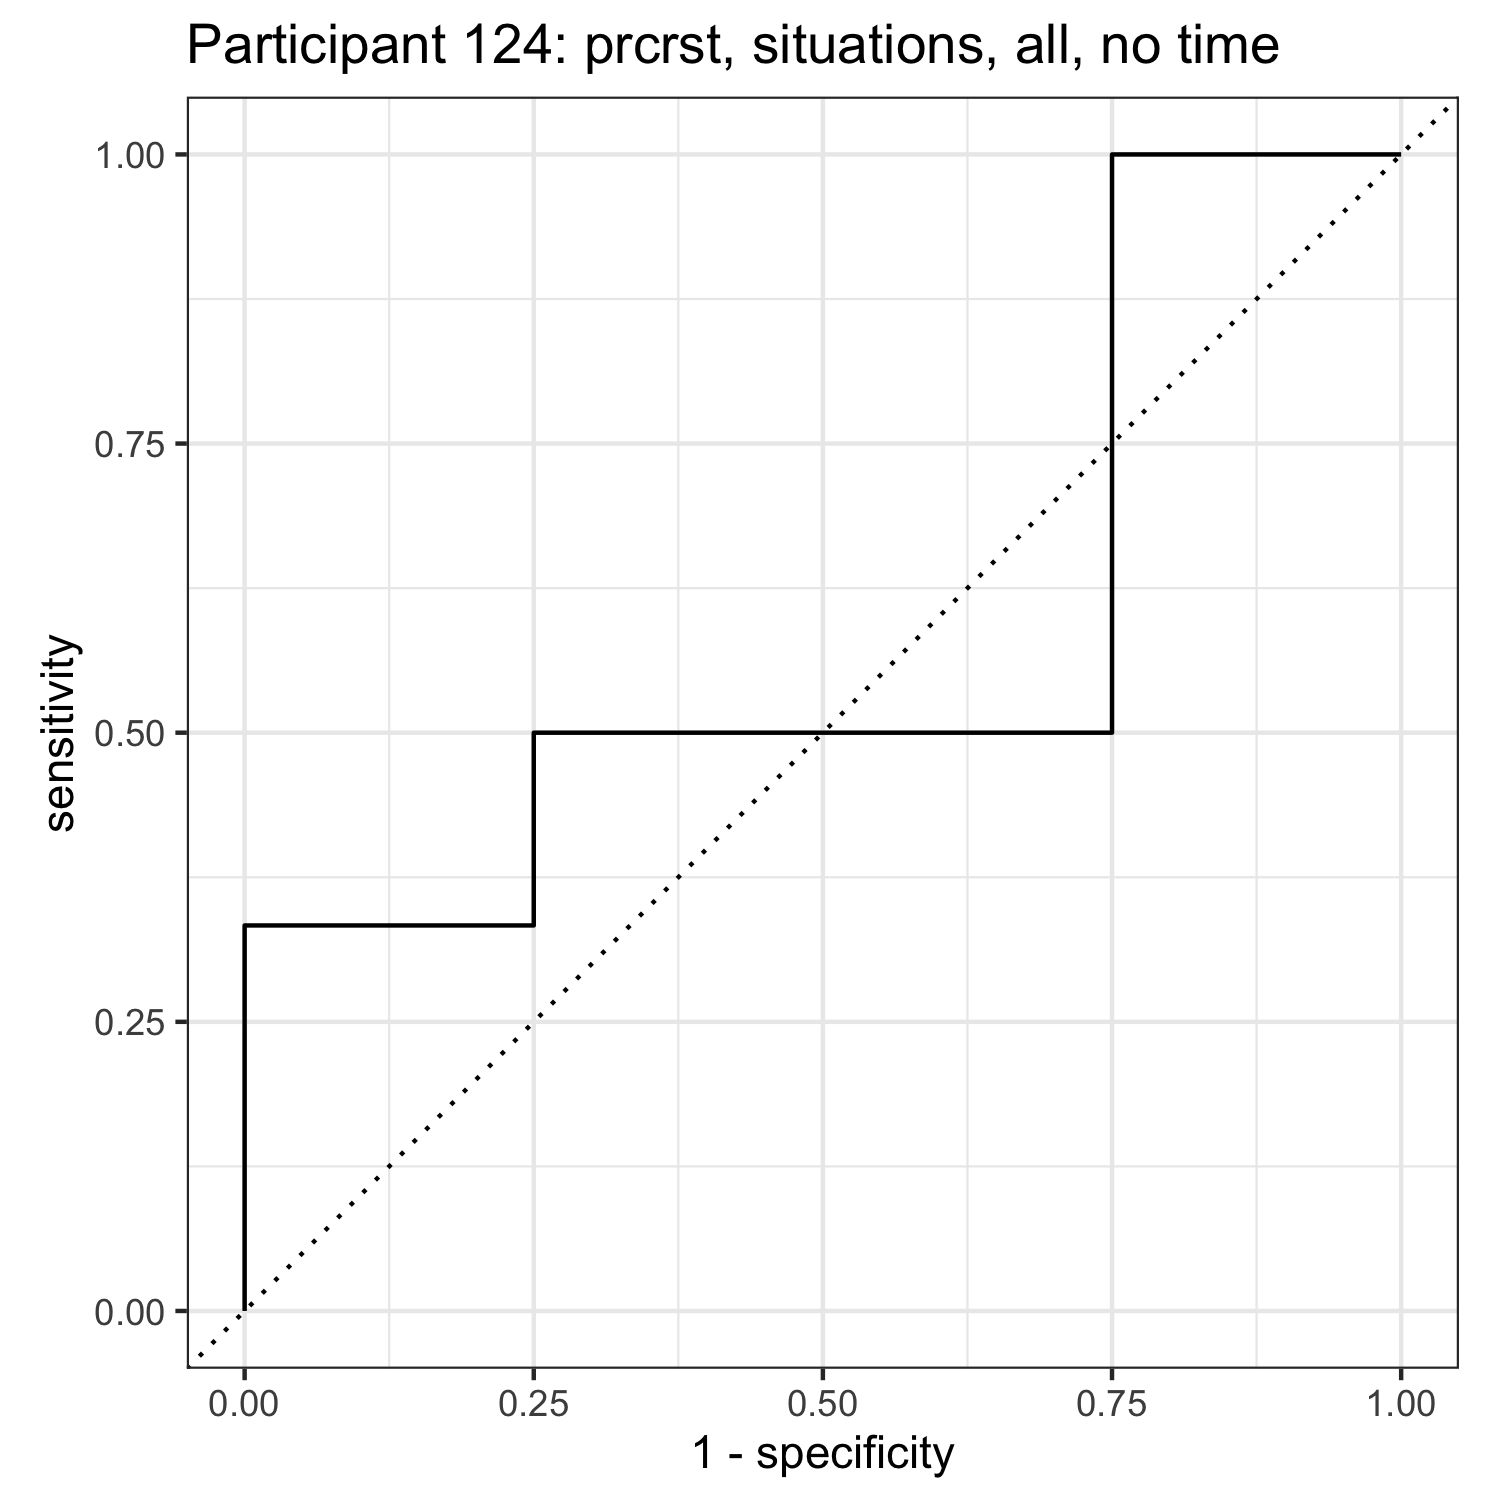 Participant 124: prcrst, situations, all, no time
1.00
0.75
0.50
0.25
0.00
sensitivity
0.00 0.25 0.50 0.75 1.00
1 - specificity